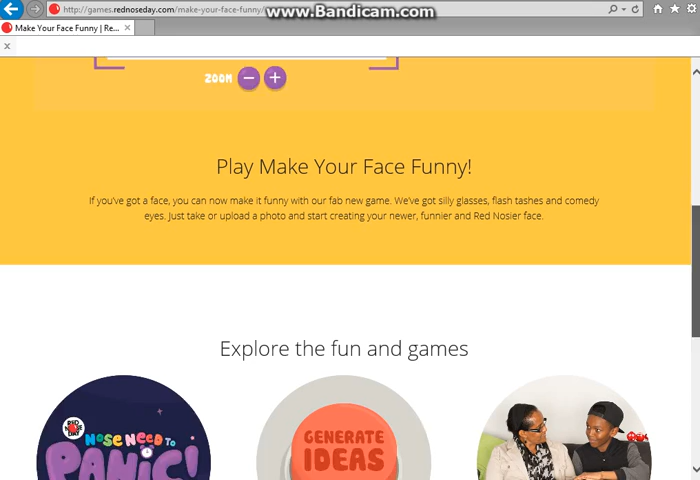 http://games.rednoseday.com/make-your-face-funny/
www.Bandicam.com
Make Your Face Funny | Re...
ZOOM
Play Make Your Face Funny!
If you've got a face, you can now make it funny with our fab new game. We've got silly glasses, flash tashes and comedy
eyes. Just take or upload a photo and start creating your newer, funnier and Red Nosier face.
Explore the fun and games
RED
NOSE
DAY
NOSE NEED TO
PANIC!
GENERATE
IDEAS